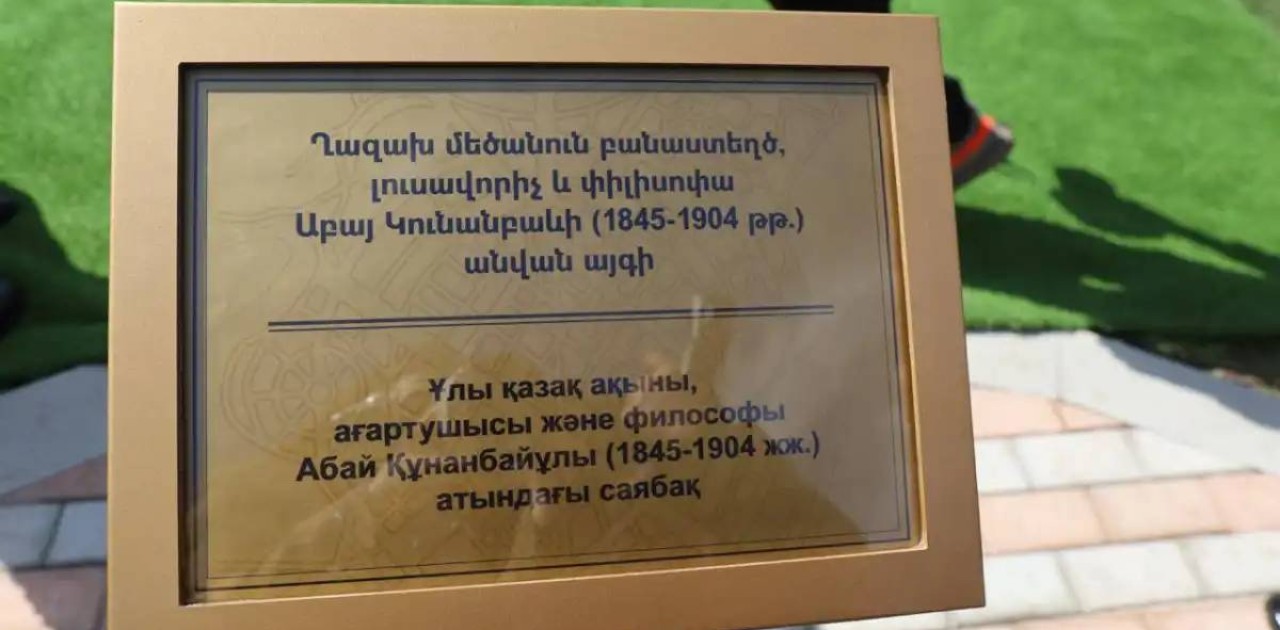 Ղազախ մեծանուն բանաստեղծ,
լուսավորիչ և փիլիսոփա
Աբայ Կունանբաևի (1845-1904 թթ.)
անվան այգի
Ұлы қазақ ақыны,
ағартушысы және философы
Абай Құнанбайұлы (1845-1904 жж.)
атындағы саябақ